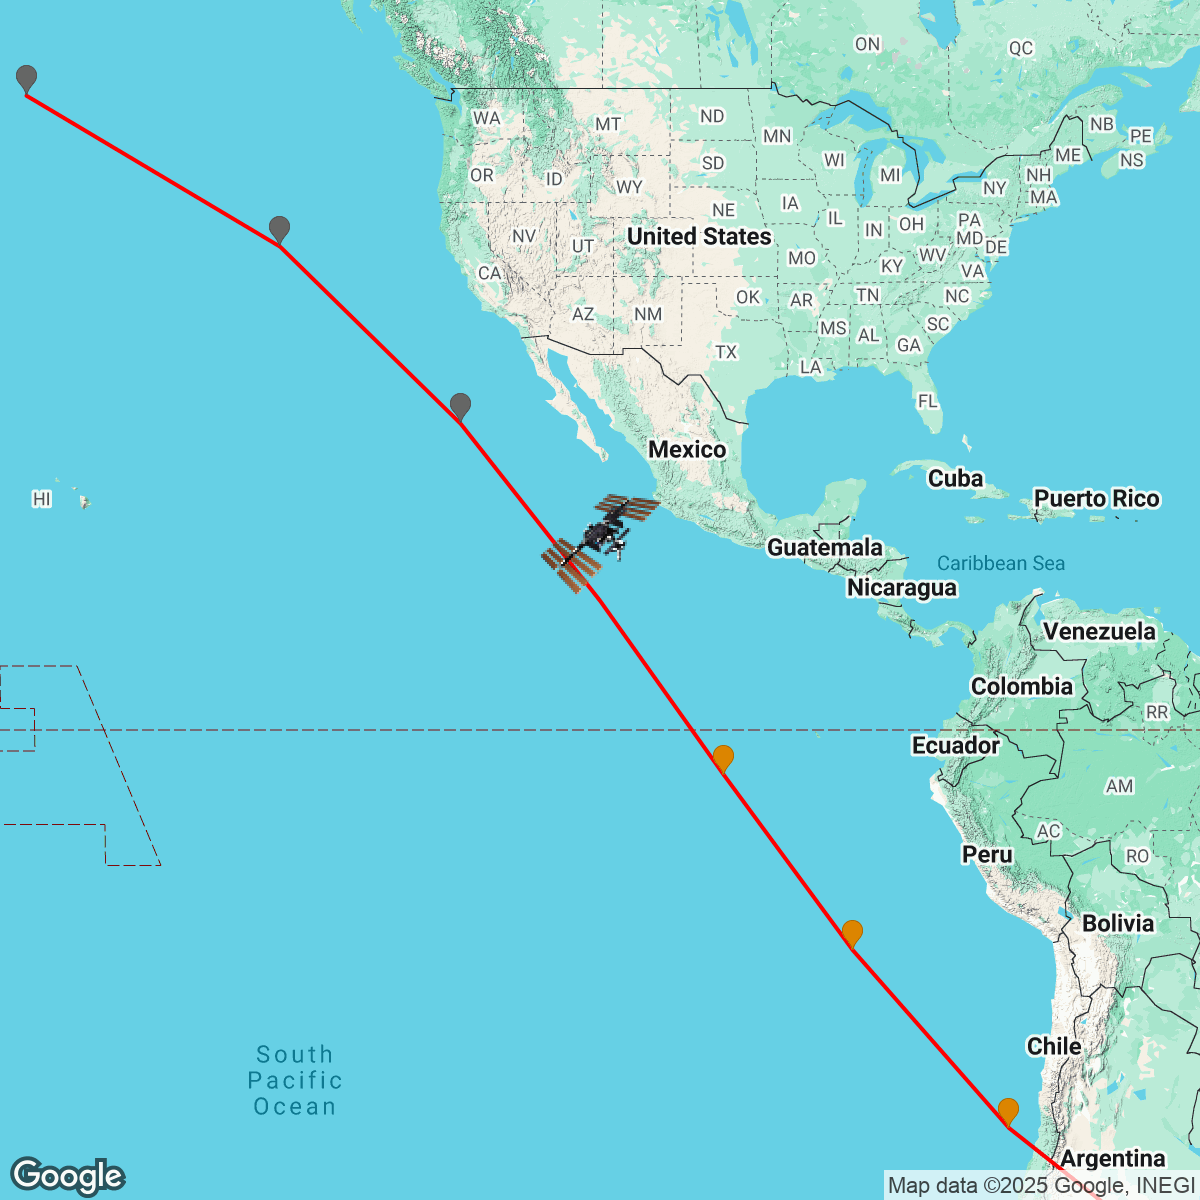 ON
QC
WA
MT
ND
MN
NB
PE
OR
ID
WY
SD
WI
MI
ME
NS
NH
NY
MA
NV
UT
NE
IA
IL
IN
OH
PA
MD
DE
United States
CA
MO
KY
WV
VA
AZ
NM
OK
AR
TN
NC
MS
AL
SC
GA
TX
LA
FL
Mexico
HI
Cuba
Puerto Rico
Guatemala
Caribbean Sea
Nicaragua
Venezuela
Colombia
RR
Ecuador
AM
AC
Peru
RO
Bolivia
South
Pacific
Ocean
Chile
Argentina
Google
Map data ©2025 Google, INEGI